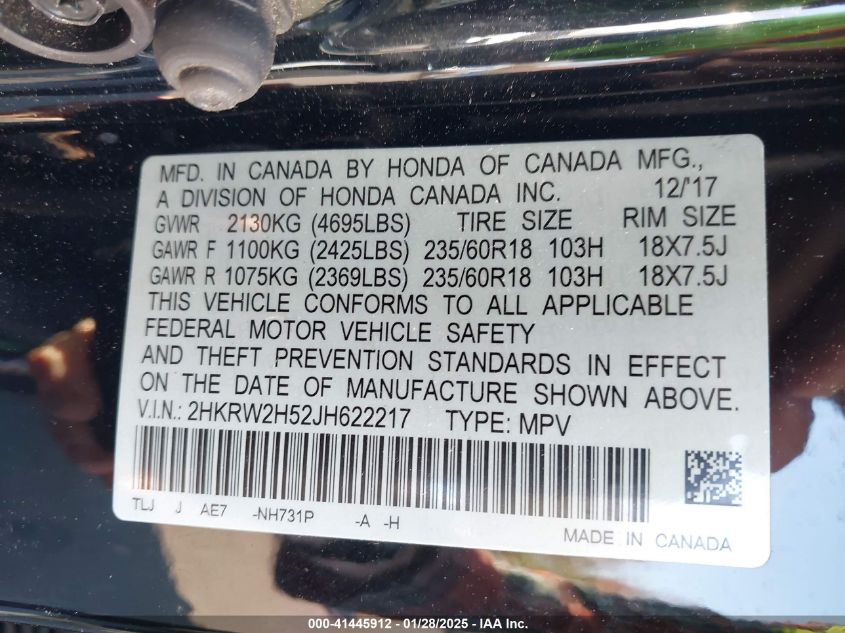 MFD. IN CANADA BY HONDA OF CANADA MFG.,
A DIVISION OF HONDA CANADA INC. 12/'17
GVWR 2130KG (4695LBS) TIRE SIZE RIM SIZE
GAWR F 1100KG (2425LBS) 235/60R18 103H 18X7.5J
GAWR R 1075KG (2369LBS) 235/60R18 103H 18X7.5J
THIS VEHICLE CONFORMS TO ALL APPLICABLE
FEDERAL MOTOR VEHICLE SAFETY
AND THEFT PREVENTION STANDARDS IN EFFECT
ON THE DATE OF MANUFACTURE SHOWN ABOVE.
V.I.N.: 2HKRW2H52JH622217 TYPE: MPV
TLJ J AE7 -NH731P -A -H
MADE IN CANADA
000-41445912 - 01/28/2025 - IAA Inc.